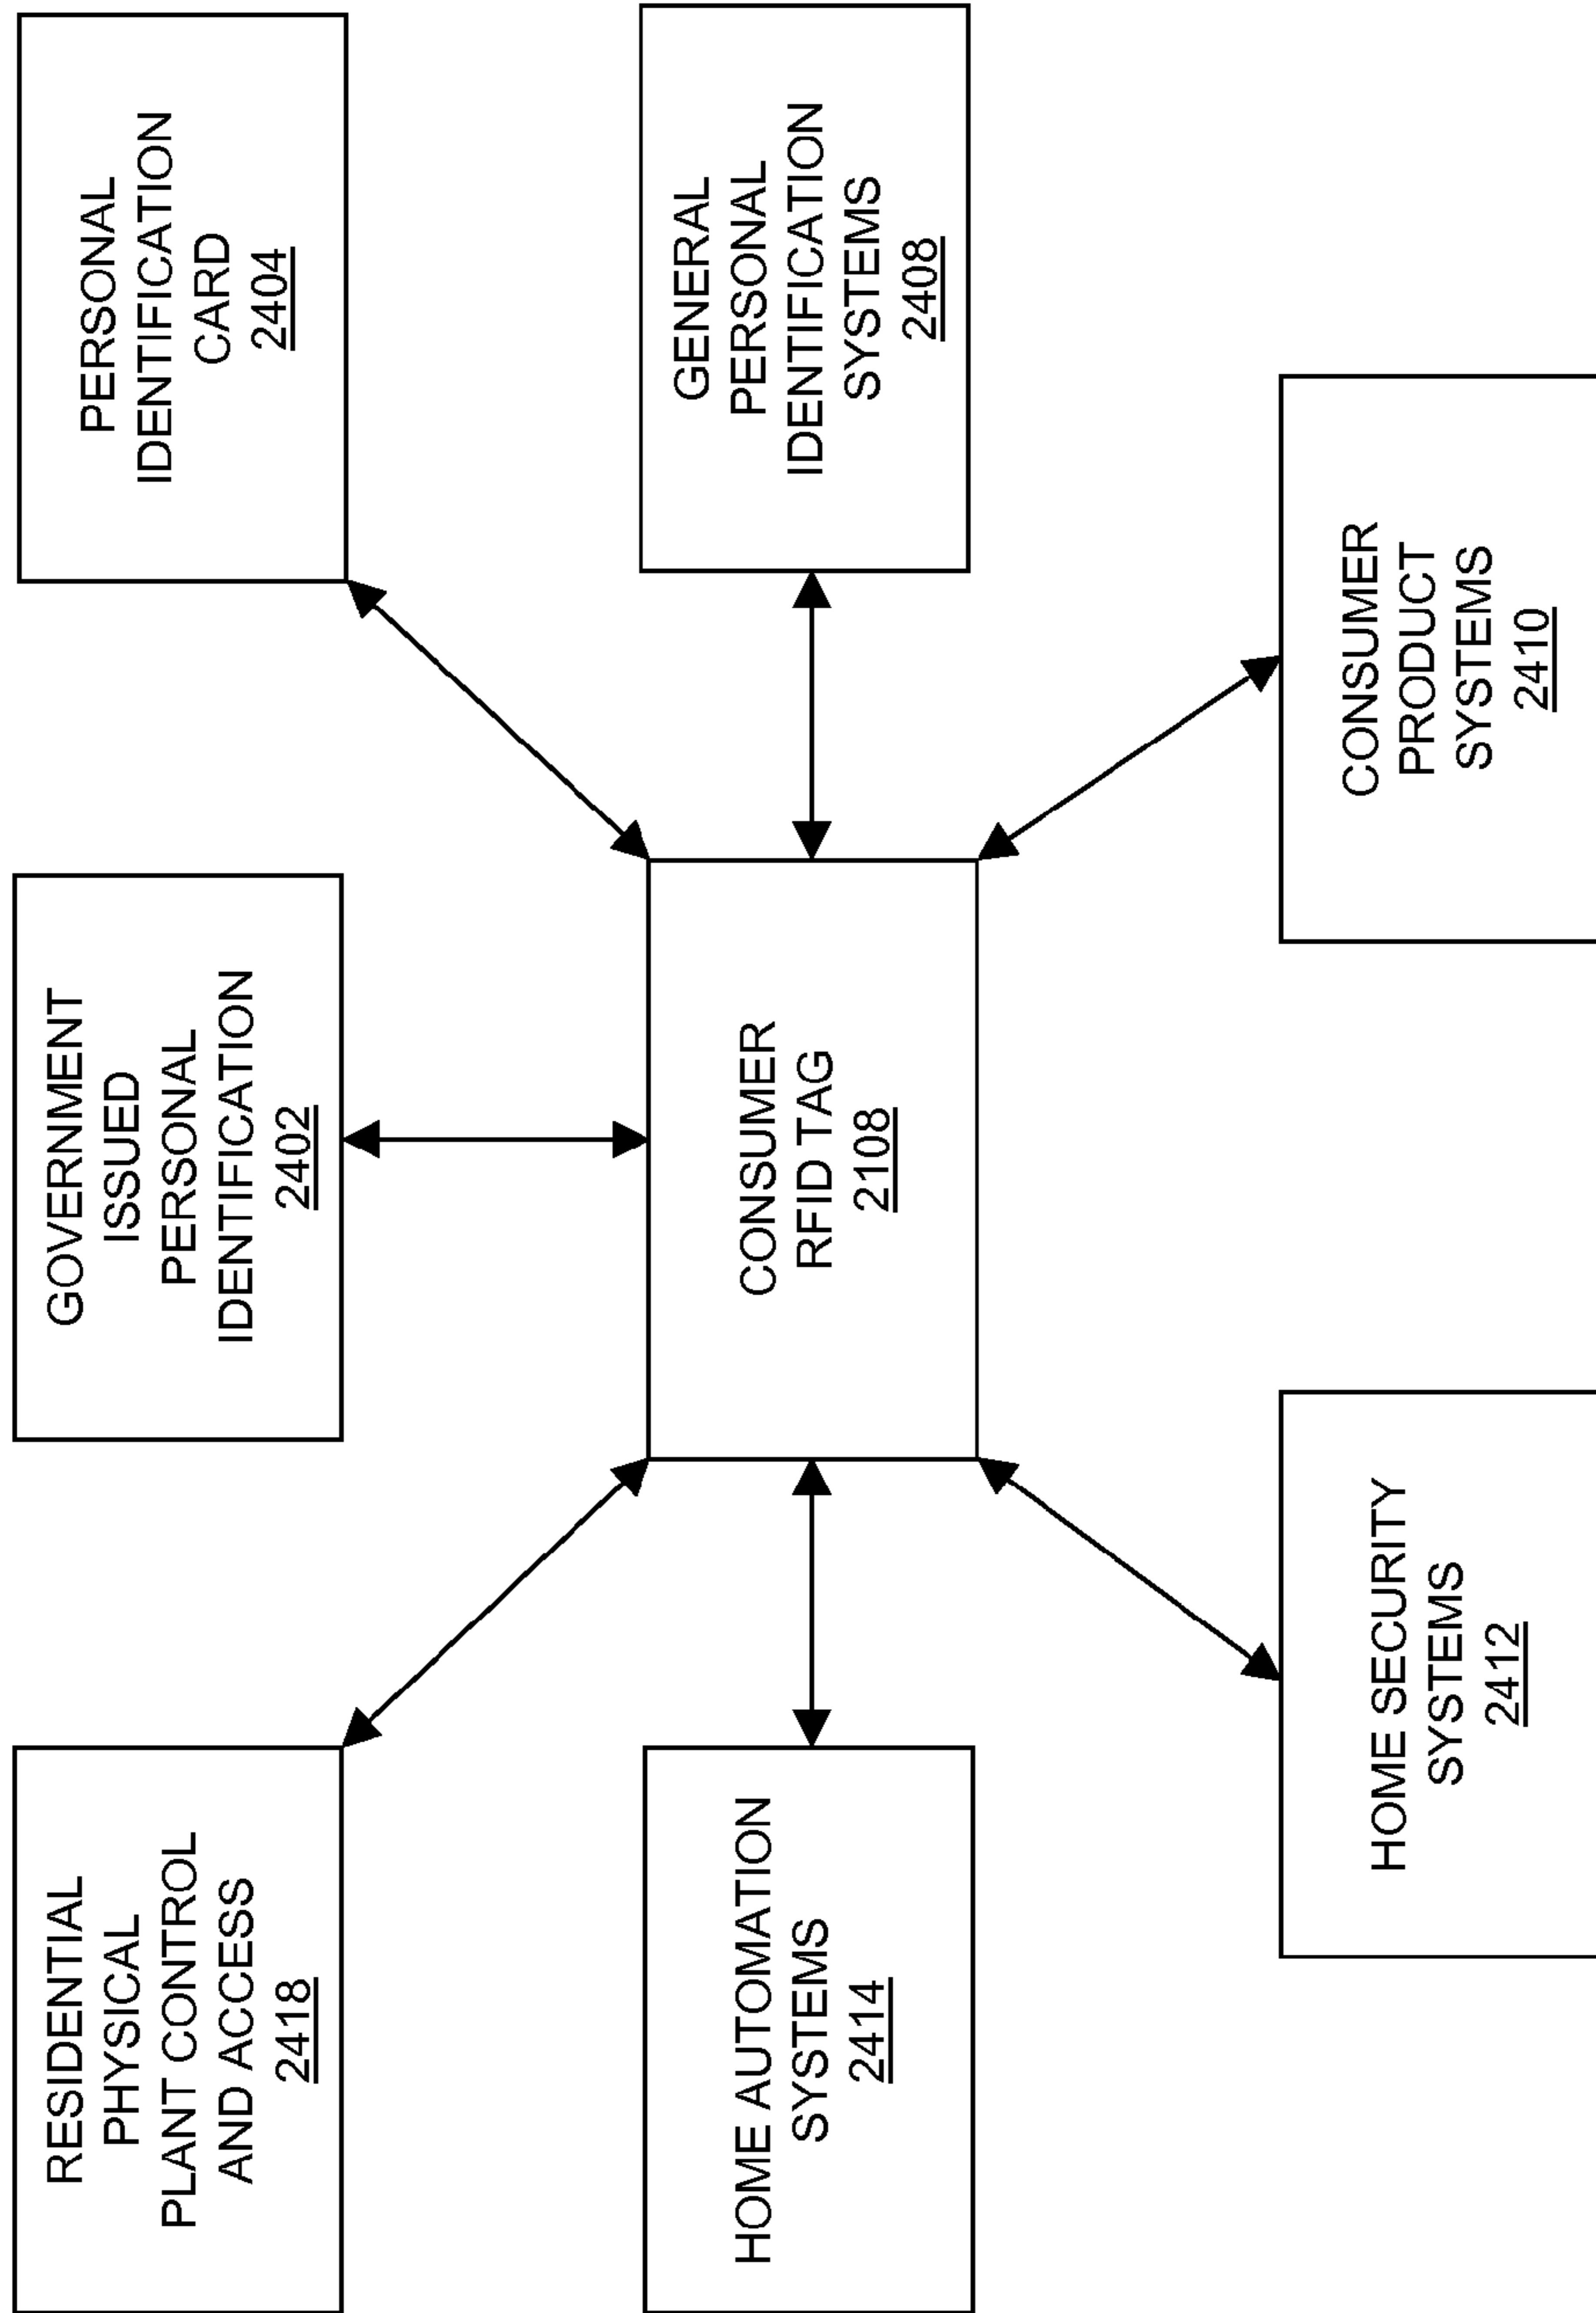 RESIDENTIAL
PHYSICAL
PLANT CONTROL
AND ACCESS
2418
GOVERNMENT
ISSUED
PERSONAL
IDENTIFICATION
2402
PERSONAL
IDENTIFICATION
CARD
2404
HOME AUTOMATION
SYSTEMS
2414
CONSUMER
RFID TAG
2108
GENERAL
PERSONAL
IDENTIFICATION
SYSTEMS
2408
HOME SECURITY
SYSTEMS
2412
CONSUMER
PRODUCT
SYSTEMS
2410